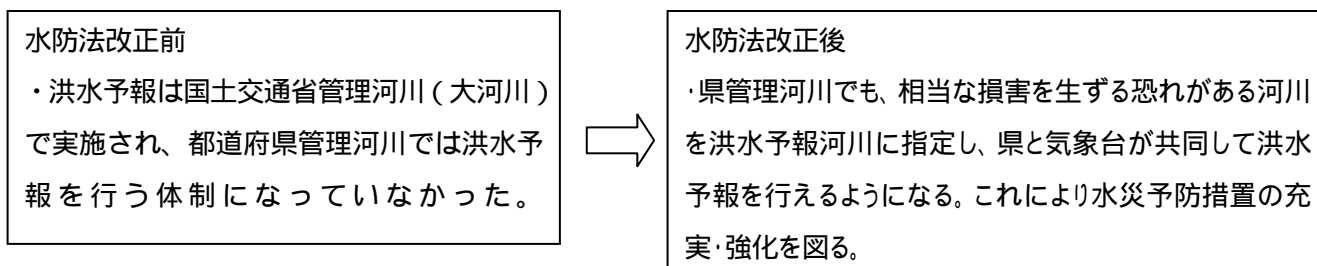 水防法改正前
・洪水予報は国土交通省管理河川（大河川）
で実施され、都道府県管理河川では洪水予
報を行う体制になっていなかった。
水防法改正後
・県管理河川でも、相当な損害を生ずる恐れがある河川
を洪水予報河川に指定し、県と気象台が共同して洪水
予報を行えるようになる。これにより水災予防措置の充
実・強化を図る。